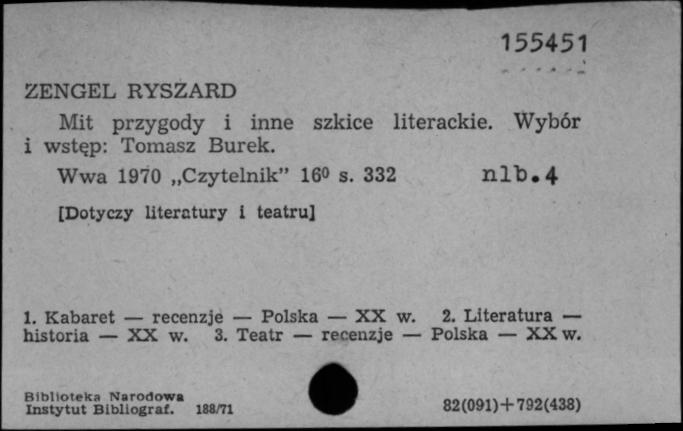 155451
ZENGEL RYSZARD
Mit przygody i inne szkice literackie. Wybór
i wstęp: Tomasz Burek.
Wwa 1970 „Czytelnik” 16⁰ s. 332 nlb.4
[Dotyczy literatury i teatru]
1. Kabaret — recenzje — Polska — XX w. 2. Literatura —
historia — XX w. 3. Teatr — recenzje — Polska — XX w.
Biblioteka Narodowa
Instytut Bibliograf. 188/71 82(091)+792(438)